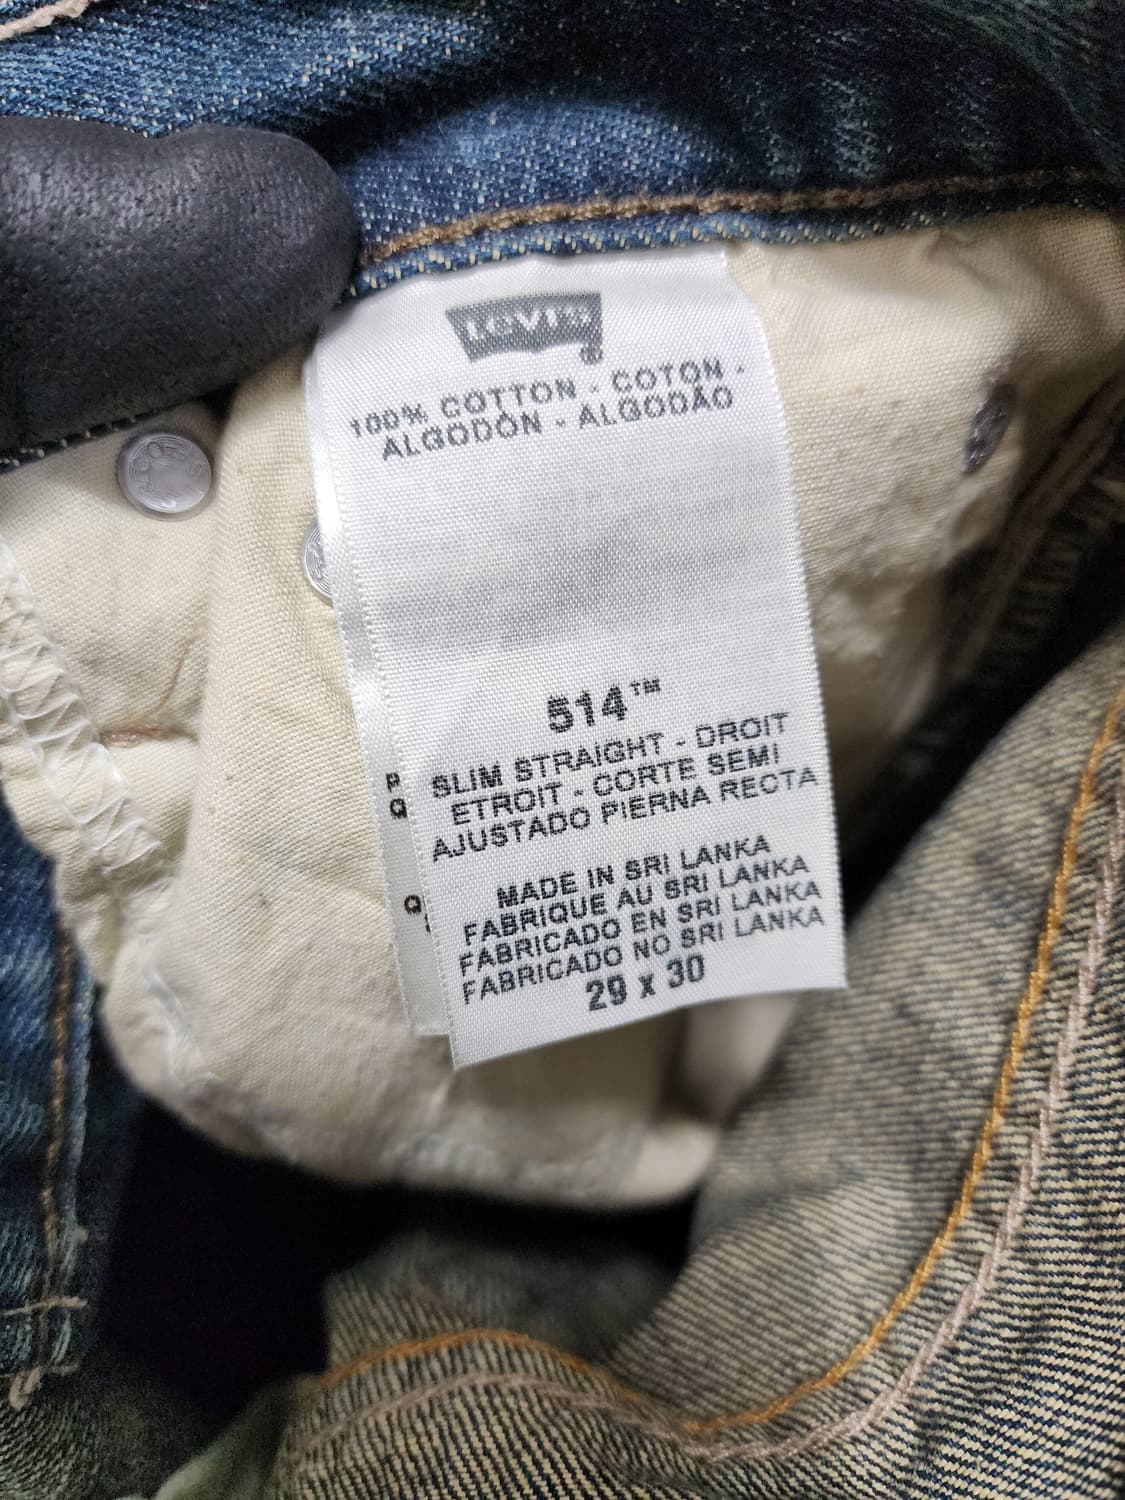 Levi's
100% COTTON - COTON -
ALGODÓN - ALGODÃO
514™
SLIM STRAIGHT - DROIT
ETROIT - CORTE SEMI
AJUSTADO PIERNA RECTA
MADE IN SRI LANKA
FABRIQUE AU SRI LANKA
FABRICADO EN SRI LANKA
FABRICADO NO SRI LANKA
29 x 30
P
Q
Q